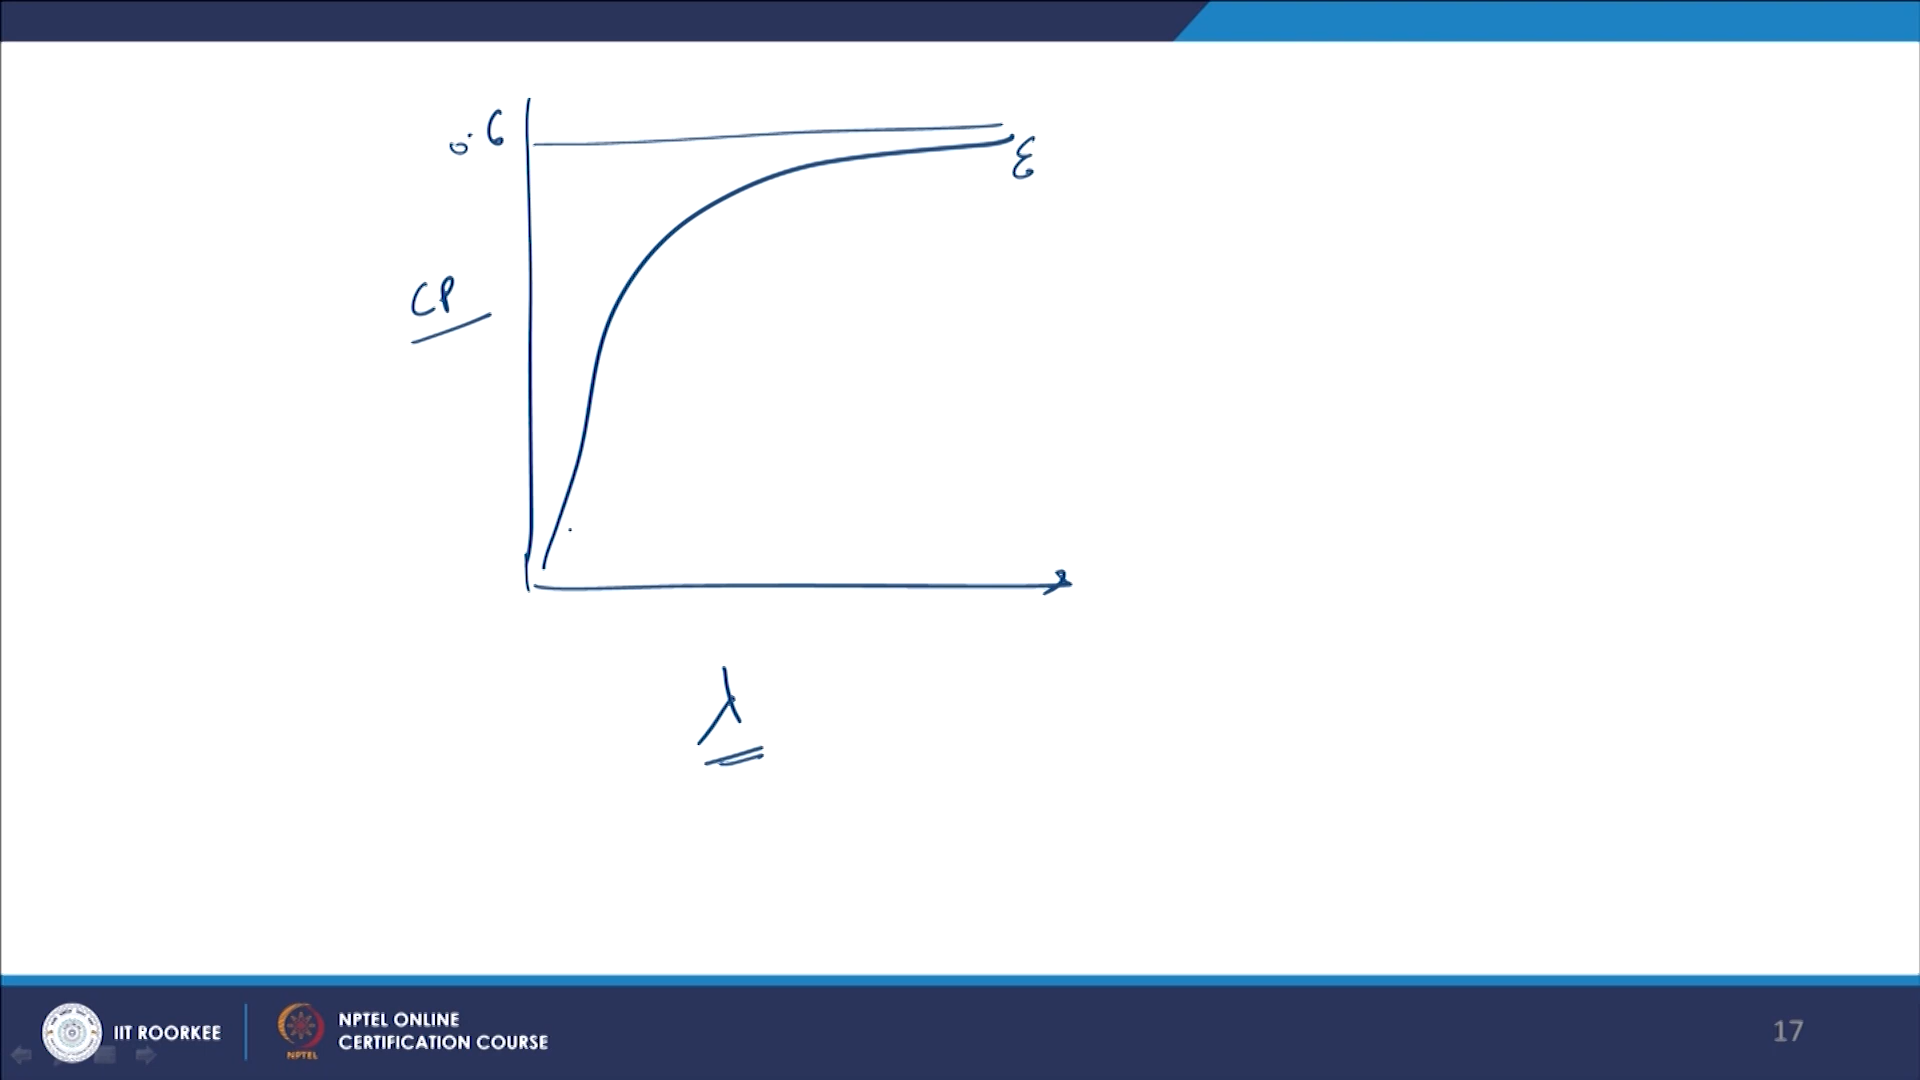 0.6
ε
CP
λ
IIT ROORKEE
NPTEL
NPTEL ONLINE
CERTIFICATION COURSE
17